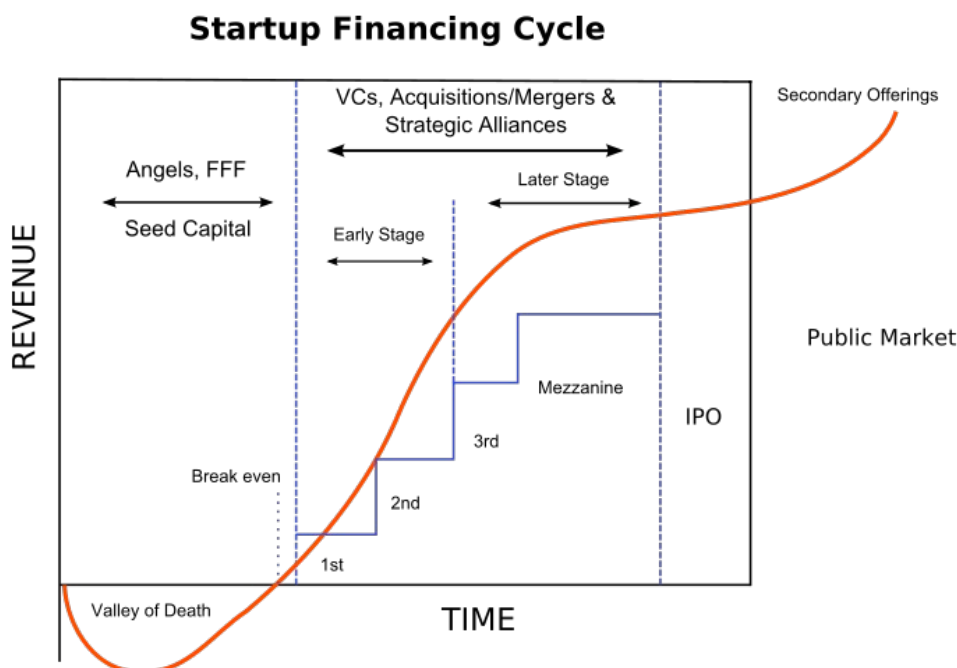 Startup Financing Cycle
VCs, Acquisitions/Mergers &
Strategic Alliances
Secondary Offerings
Angels, FFF
Seed Capital
Later Stage
Early Stage
REVENUE
Public Market
Mezzanine
IPO
3rd
Break even
2nd
1st
Valley of Death
TIME